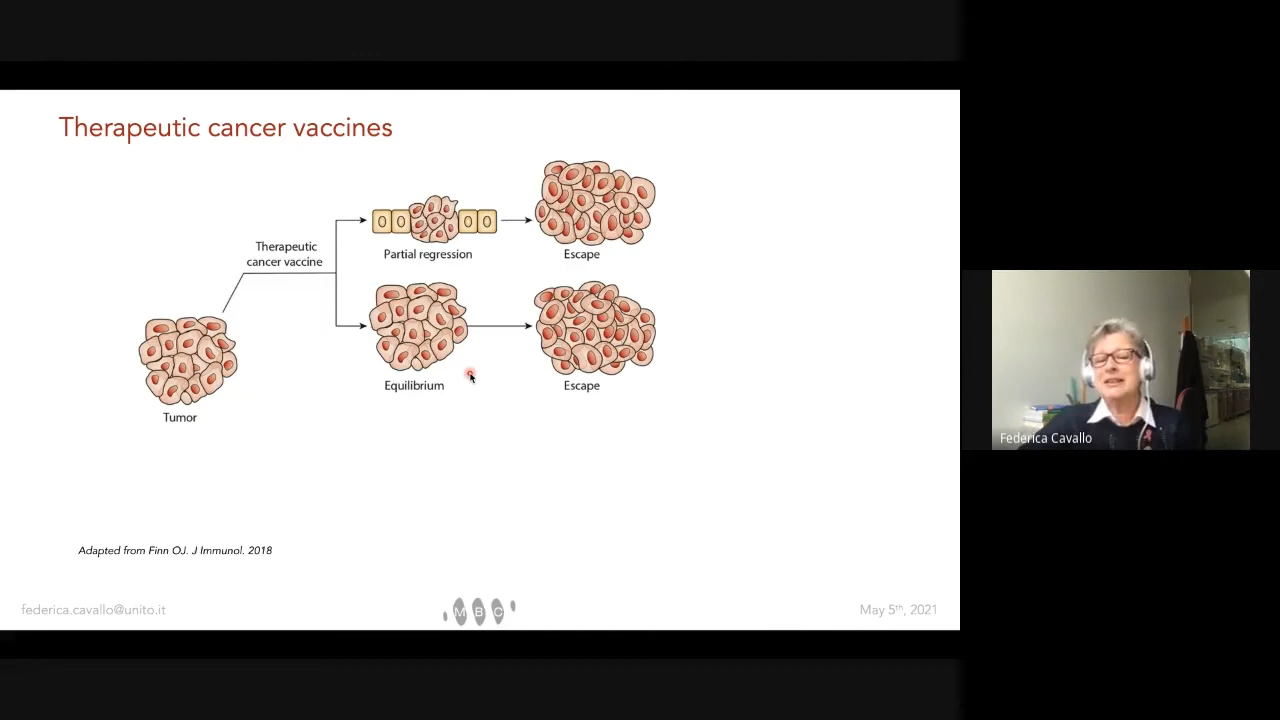 Therapeutic cancer vaccines
Therapeutic
cancer vaccine
Partial regression
Escape
Equilibrium
Escape
Tumor
Adapted from Finn OJ. J Immunol. 2018
federica.cavallo@unito.it
M B C
May 5th, 2021
Federica Cavallo